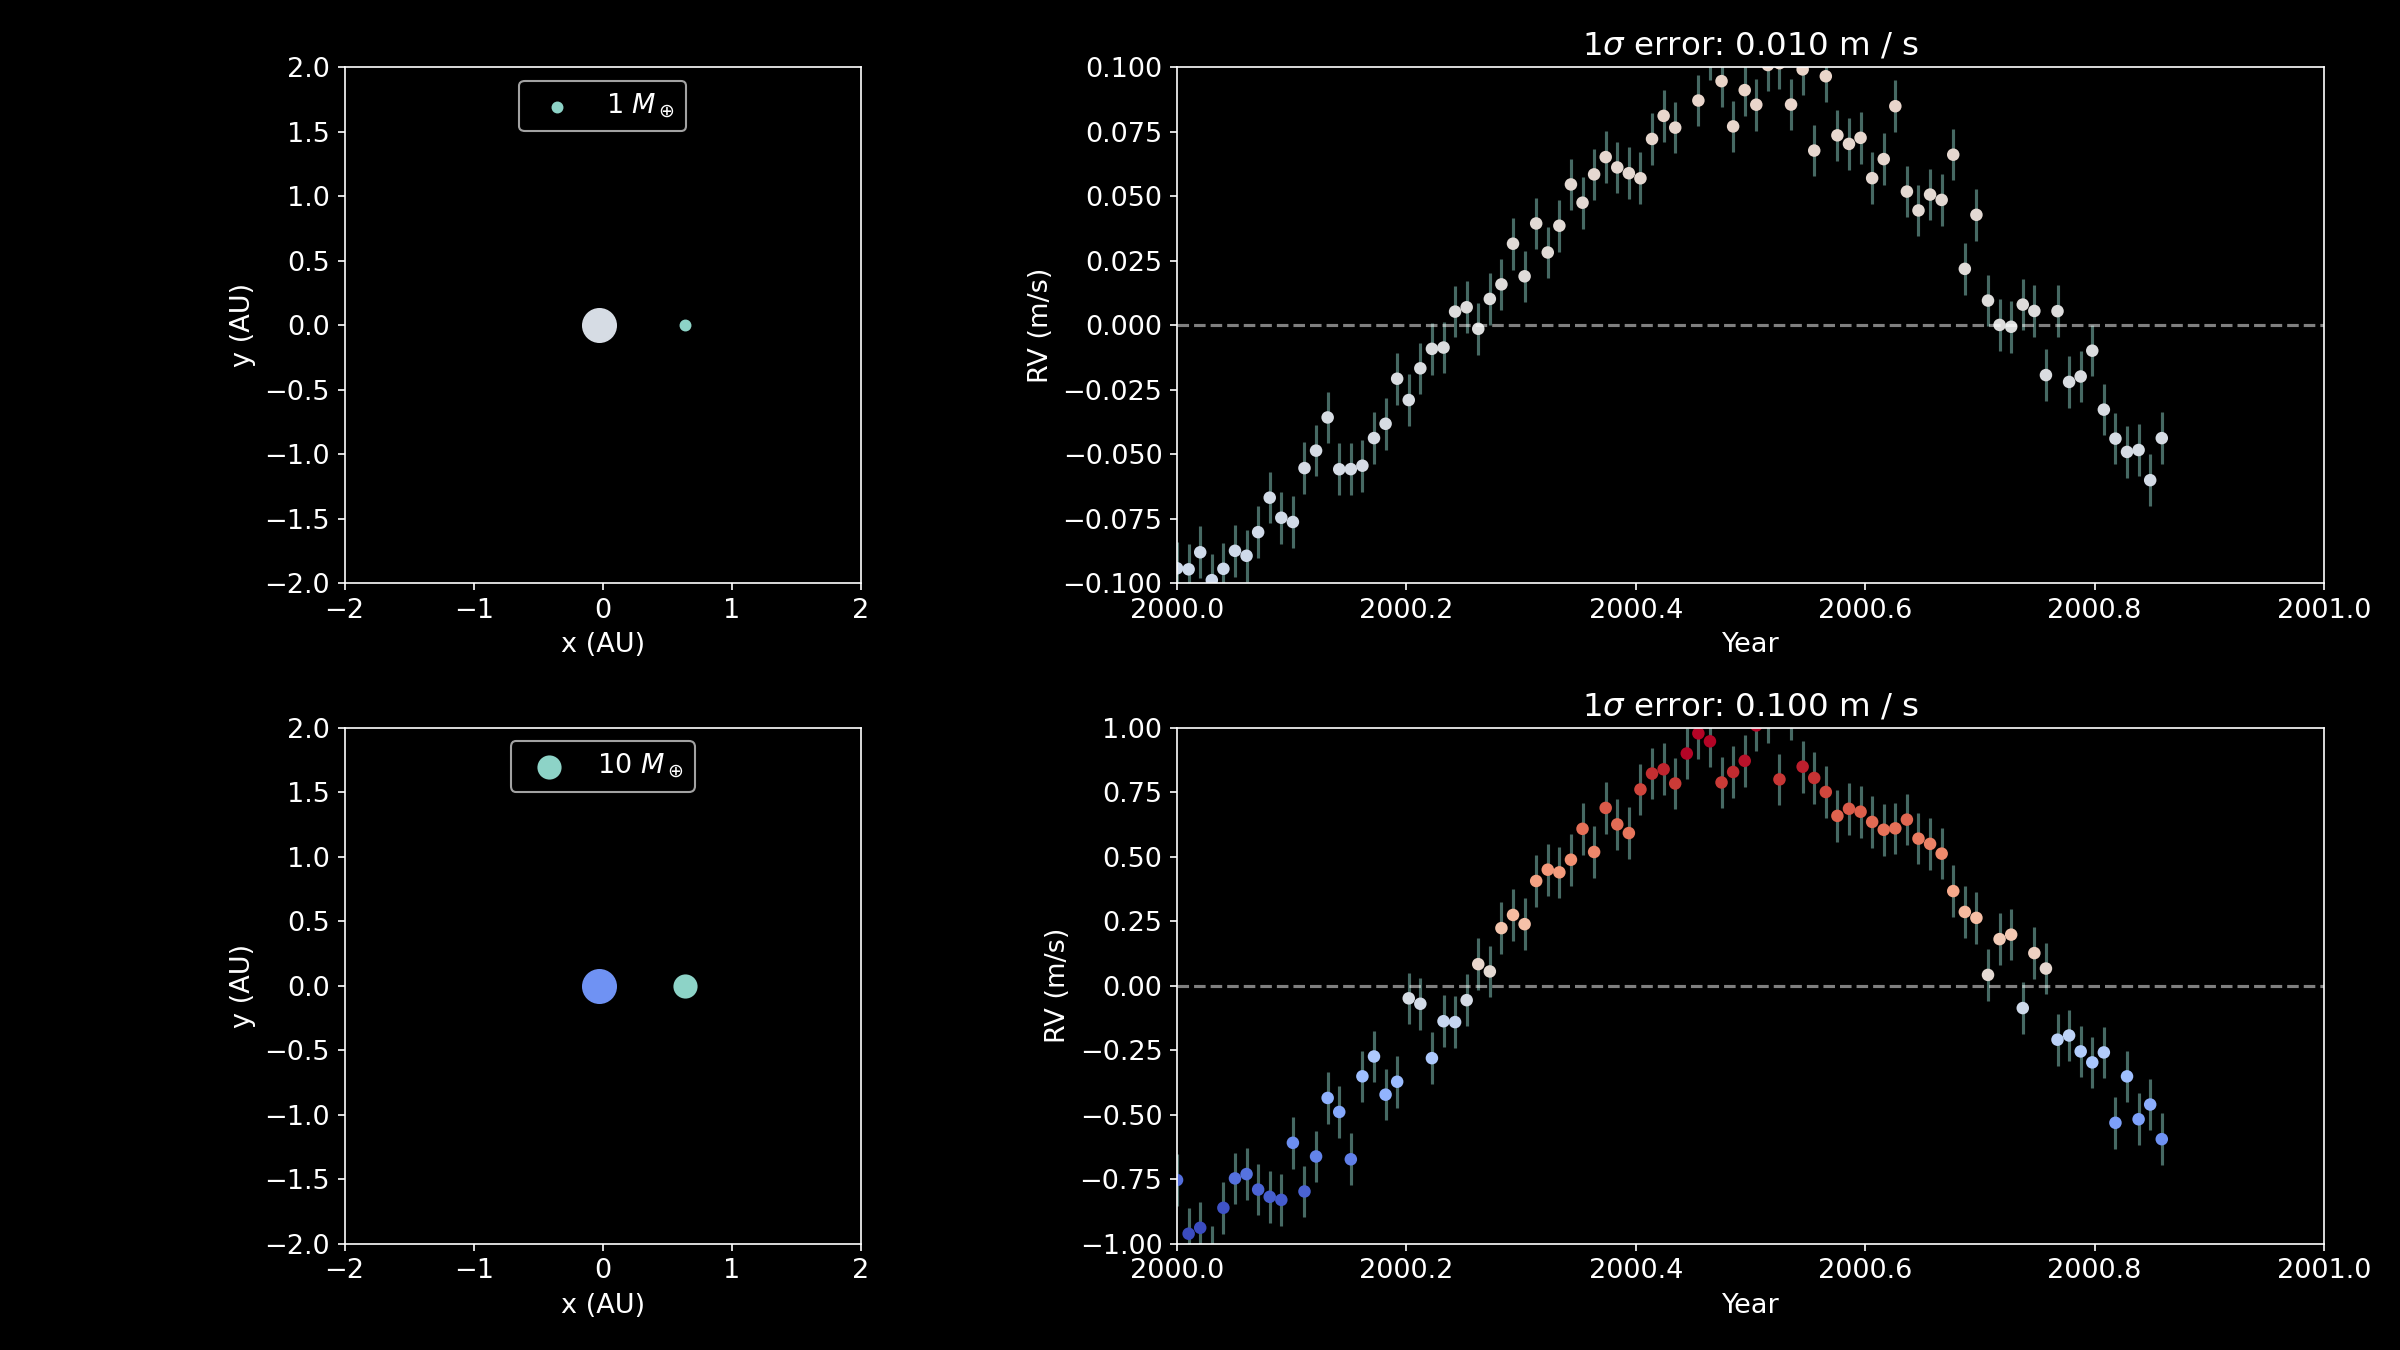 2.0
1.5
1.0
0.5
0.0
−0.5
−1.0
−1.5
−2.0
y (AU)
1 M⊕
−2 −1 0 1 2
x (AU)
1σ error: 0.010 m / s
0.100
0.075
0.050
0.025
0.000
−0.025
−0.050
−0.075
−0.100
RV (m/s)
2000.0 2000.2 2000.4 2000.6 2000.8 2001.0
Year
2.0
1.5
1.0
0.5
0.0
−0.5
−1.0
−1.5
−2.0
y (AU)
10 M⊕
−2 −1 0 1 2
x (AU)
1σ error: 0.100 m / s
1.00
0.75
0.50
0.25
0.00
−0.25
−0.50
−0.75
−1.00
RV (m/s)
2000.0 2000.2 2000.4 2000.6 2000.8 2001.0
Year